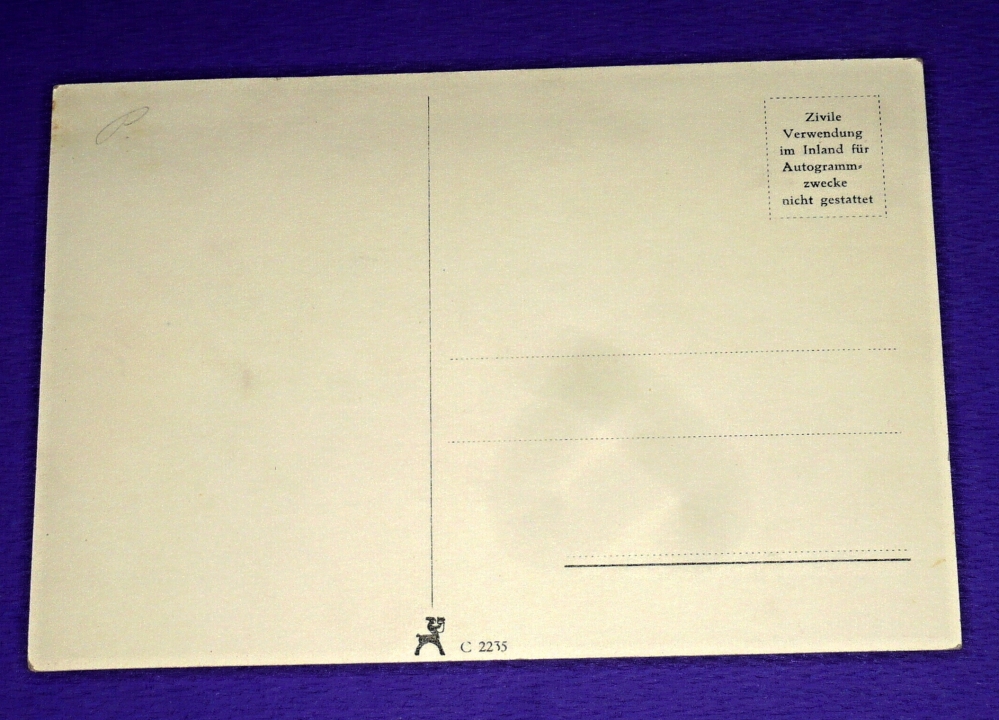 P.
Zivile
Verwendung
im Inland für
Autogramm-
zwecke
nicht gestattet
C 2235